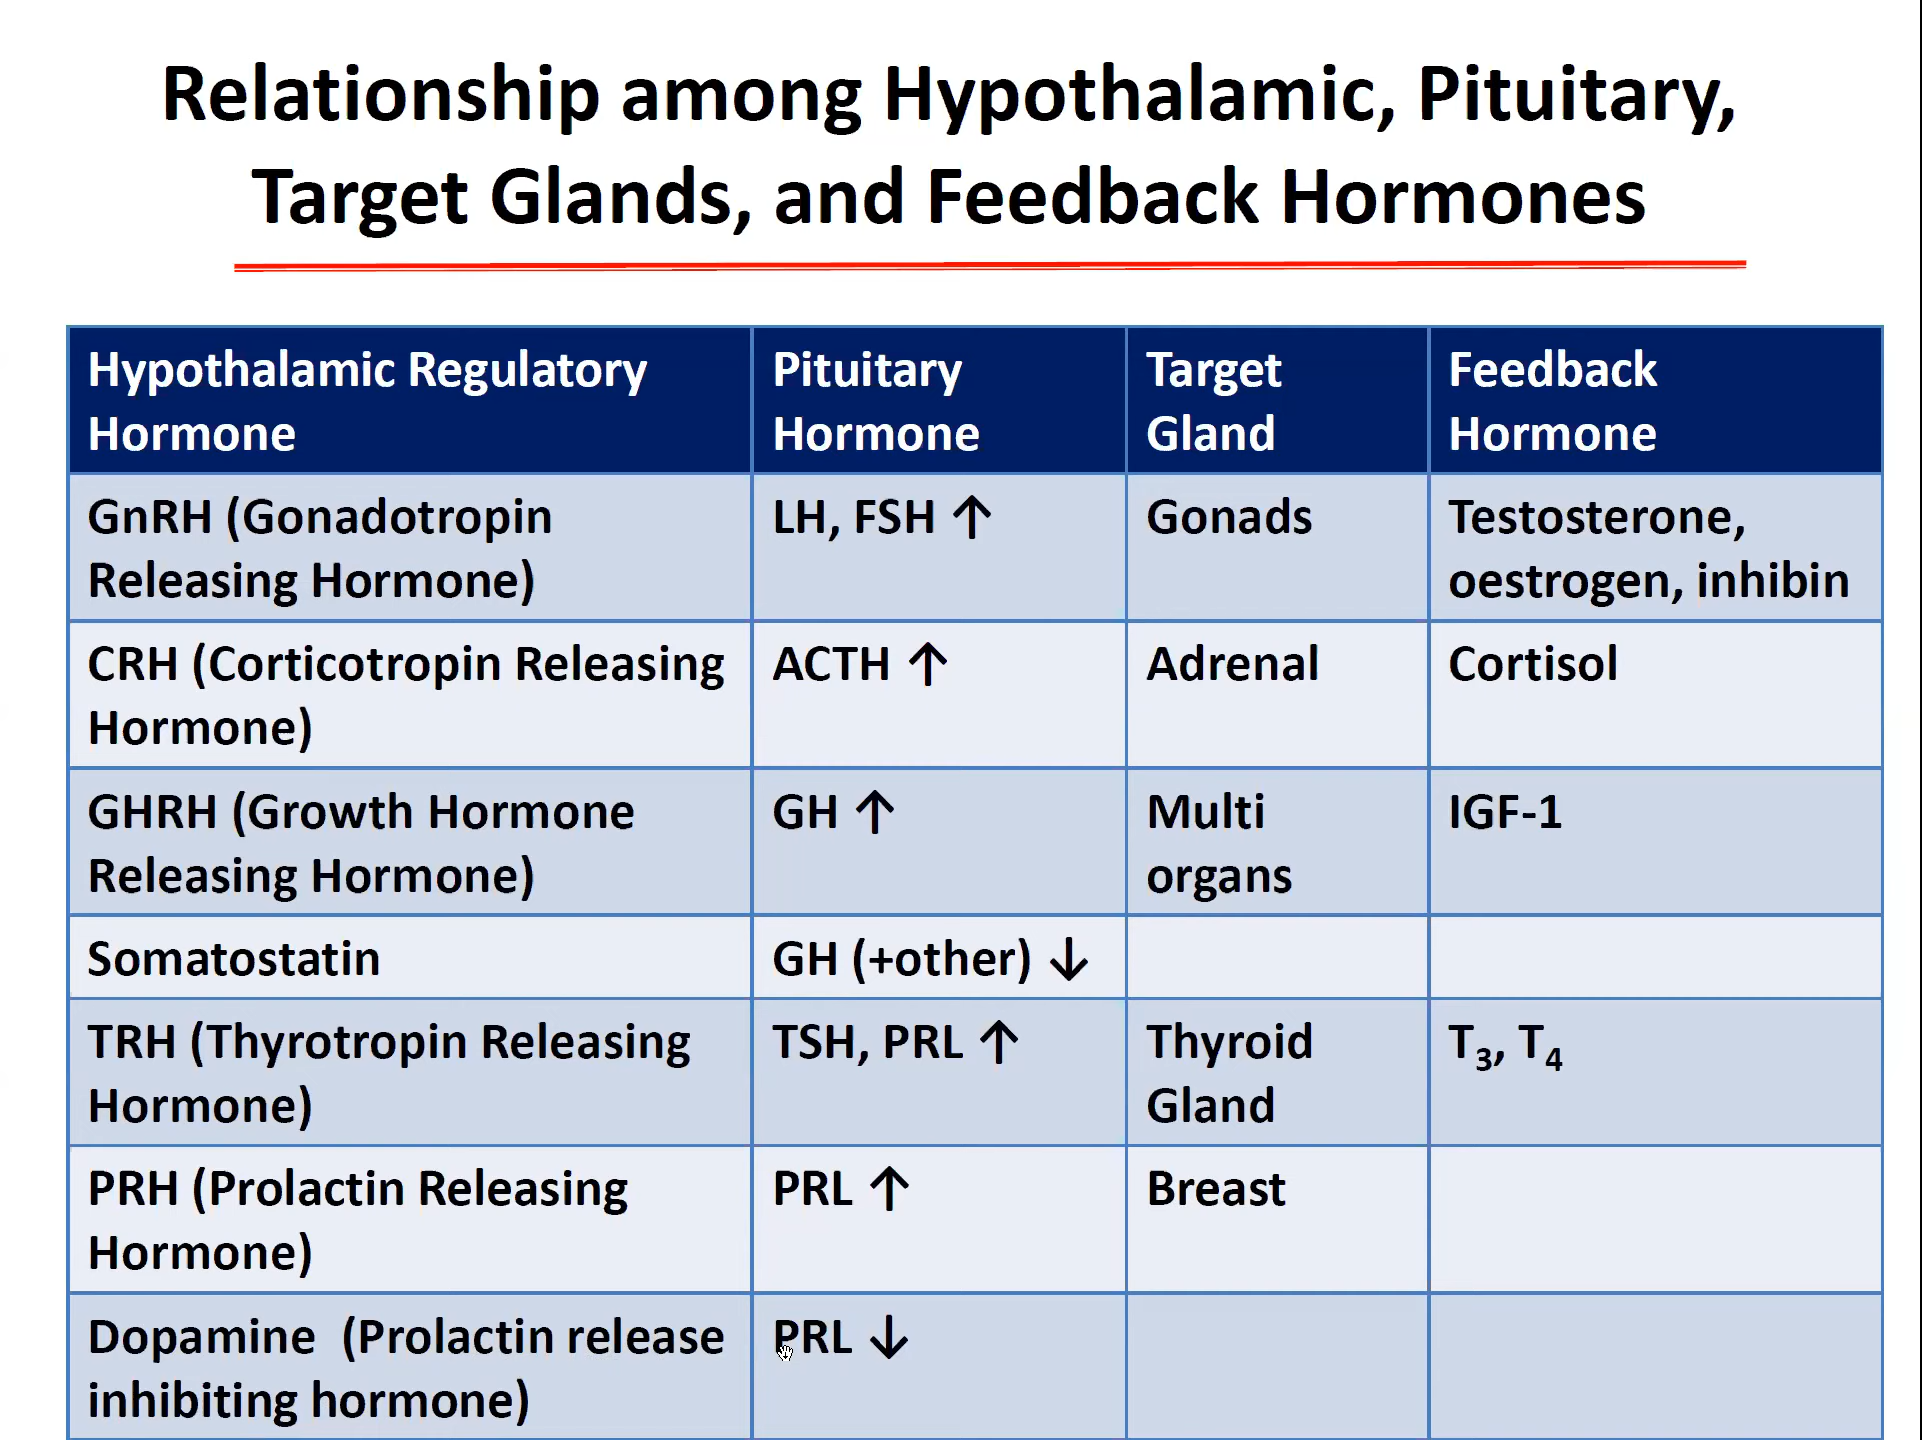 Relationship among Hypothalamic, Pituitary,
Target Glands, and Feedback Hormones
Hypothalamic Regulatory
Hormone
Pituitary
Hormone
Target
Gland
Feedback
Hormone
GnRH (Gonadotropin
Releasing Hormone)
LH, FSH ↑
Gonads
Testosterone,
oestrogen, inhibin
CRH (Corticotropin Releasing
Hormone)
ACTH ↑
Adrenal
Cortisol
GHRH (Growth Hormone
Releasing Hormone)
GH ↑
Multi
organs
IGF-1
Somatostatin
GH (+other) ↓
TRH (Thyrotropin Releasing
Hormone)
TSH, PRL ↑
Thyroid
Gland
T₃, T₄
PRH (Prolactin Releasing
Hormone)
PRL ↑
Breast
Dopamine  (Prolactin release
inhibiting hormone)
PRL ↓